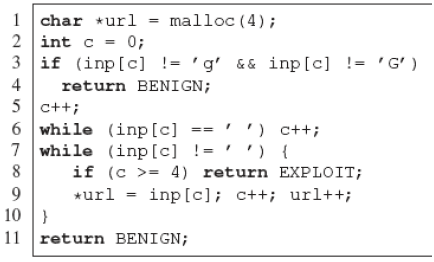 1 char *url = malloc(4);
2 int c = 0;
3 if (inp[c] != 'g' && inp[c] != 'G')
4 return BENIGN;
5 c++;
6 while (inp[c] == ' ') c++;
7 while (inp[c] != ' ') {
8 if (c >= 4) return EXPLOIT;
9 *url = inp[c]; c++; url++;
10 }
11 return BENIGN;